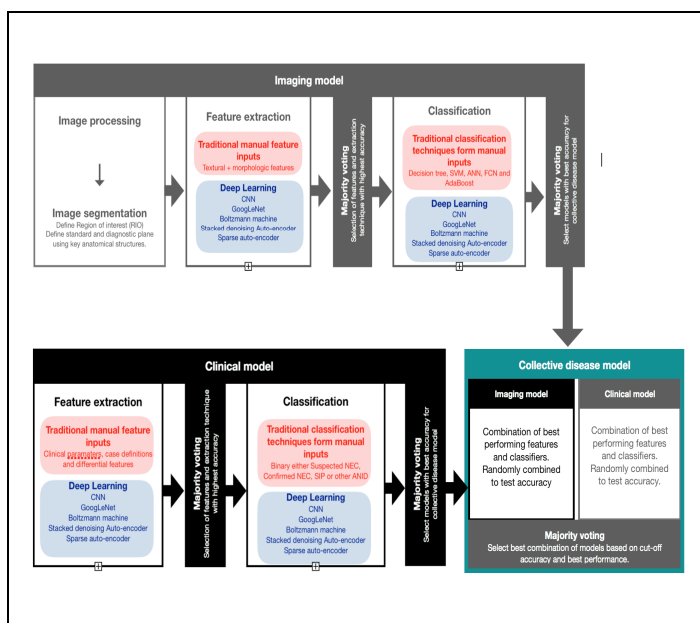 Imaging model
Image processing
Image segmentation
Define Region of interest (RIO)
Define standard and diagnostic plane
using key anatomical structures.
Feature extraction
Traditional manual feature
inputs
Textural + morphologic features
Deep Learning
CNN
GoogLeNet
Boltzmann machine
Stacked denoising Auto-encoder
Sparse auto-encoder
Majority voting
Selection of features and extraction
technique with highest accuracy
Classification
Traditional classification
techniques form manual
inputs
Decision tree, SVM, ANN, FCN and
AdaBoost
Deep Learning
CNN
GoogLeNet
Boltzmann machine
Stacked denoising Auto-encoder
Sparse auto-encoder
Majority voting
Select models with best accuracy for
collective disease model
Clinical model
Feature extraction
Traditional manual feature
inputs
Clinical parameters, case definitions
and differential features
Deep Learning
CNN
GoogLeNet
Boltzmann machine
Stacked denoising Auto-encoder
Sparse auto-encoder
Majority voting
Selection of features and extraction technique
with highest accuracy
Classification
Traditional classification
techniques form manual inputs
Binary either Suspected NEC,
Confirmed NEC, SIP or other ANID
Deep Learning
CNN
GoogLeNet
Boltzmann machine
Stacked denoising Auto-encoder
Sparse auto-encoder
Majority voting
Select models with best accuracy for
collective disease model
Collective disease model
Imaging model
Combination of best
performing features
and classifiers.
Randomly combined
to test accuracy
Clinical model
Combination of best
performing features
and classifiers.
Randomly combined
to test accuracy.
Majority voting
Select best combination of models based on cut-off
accuracy and best performance.